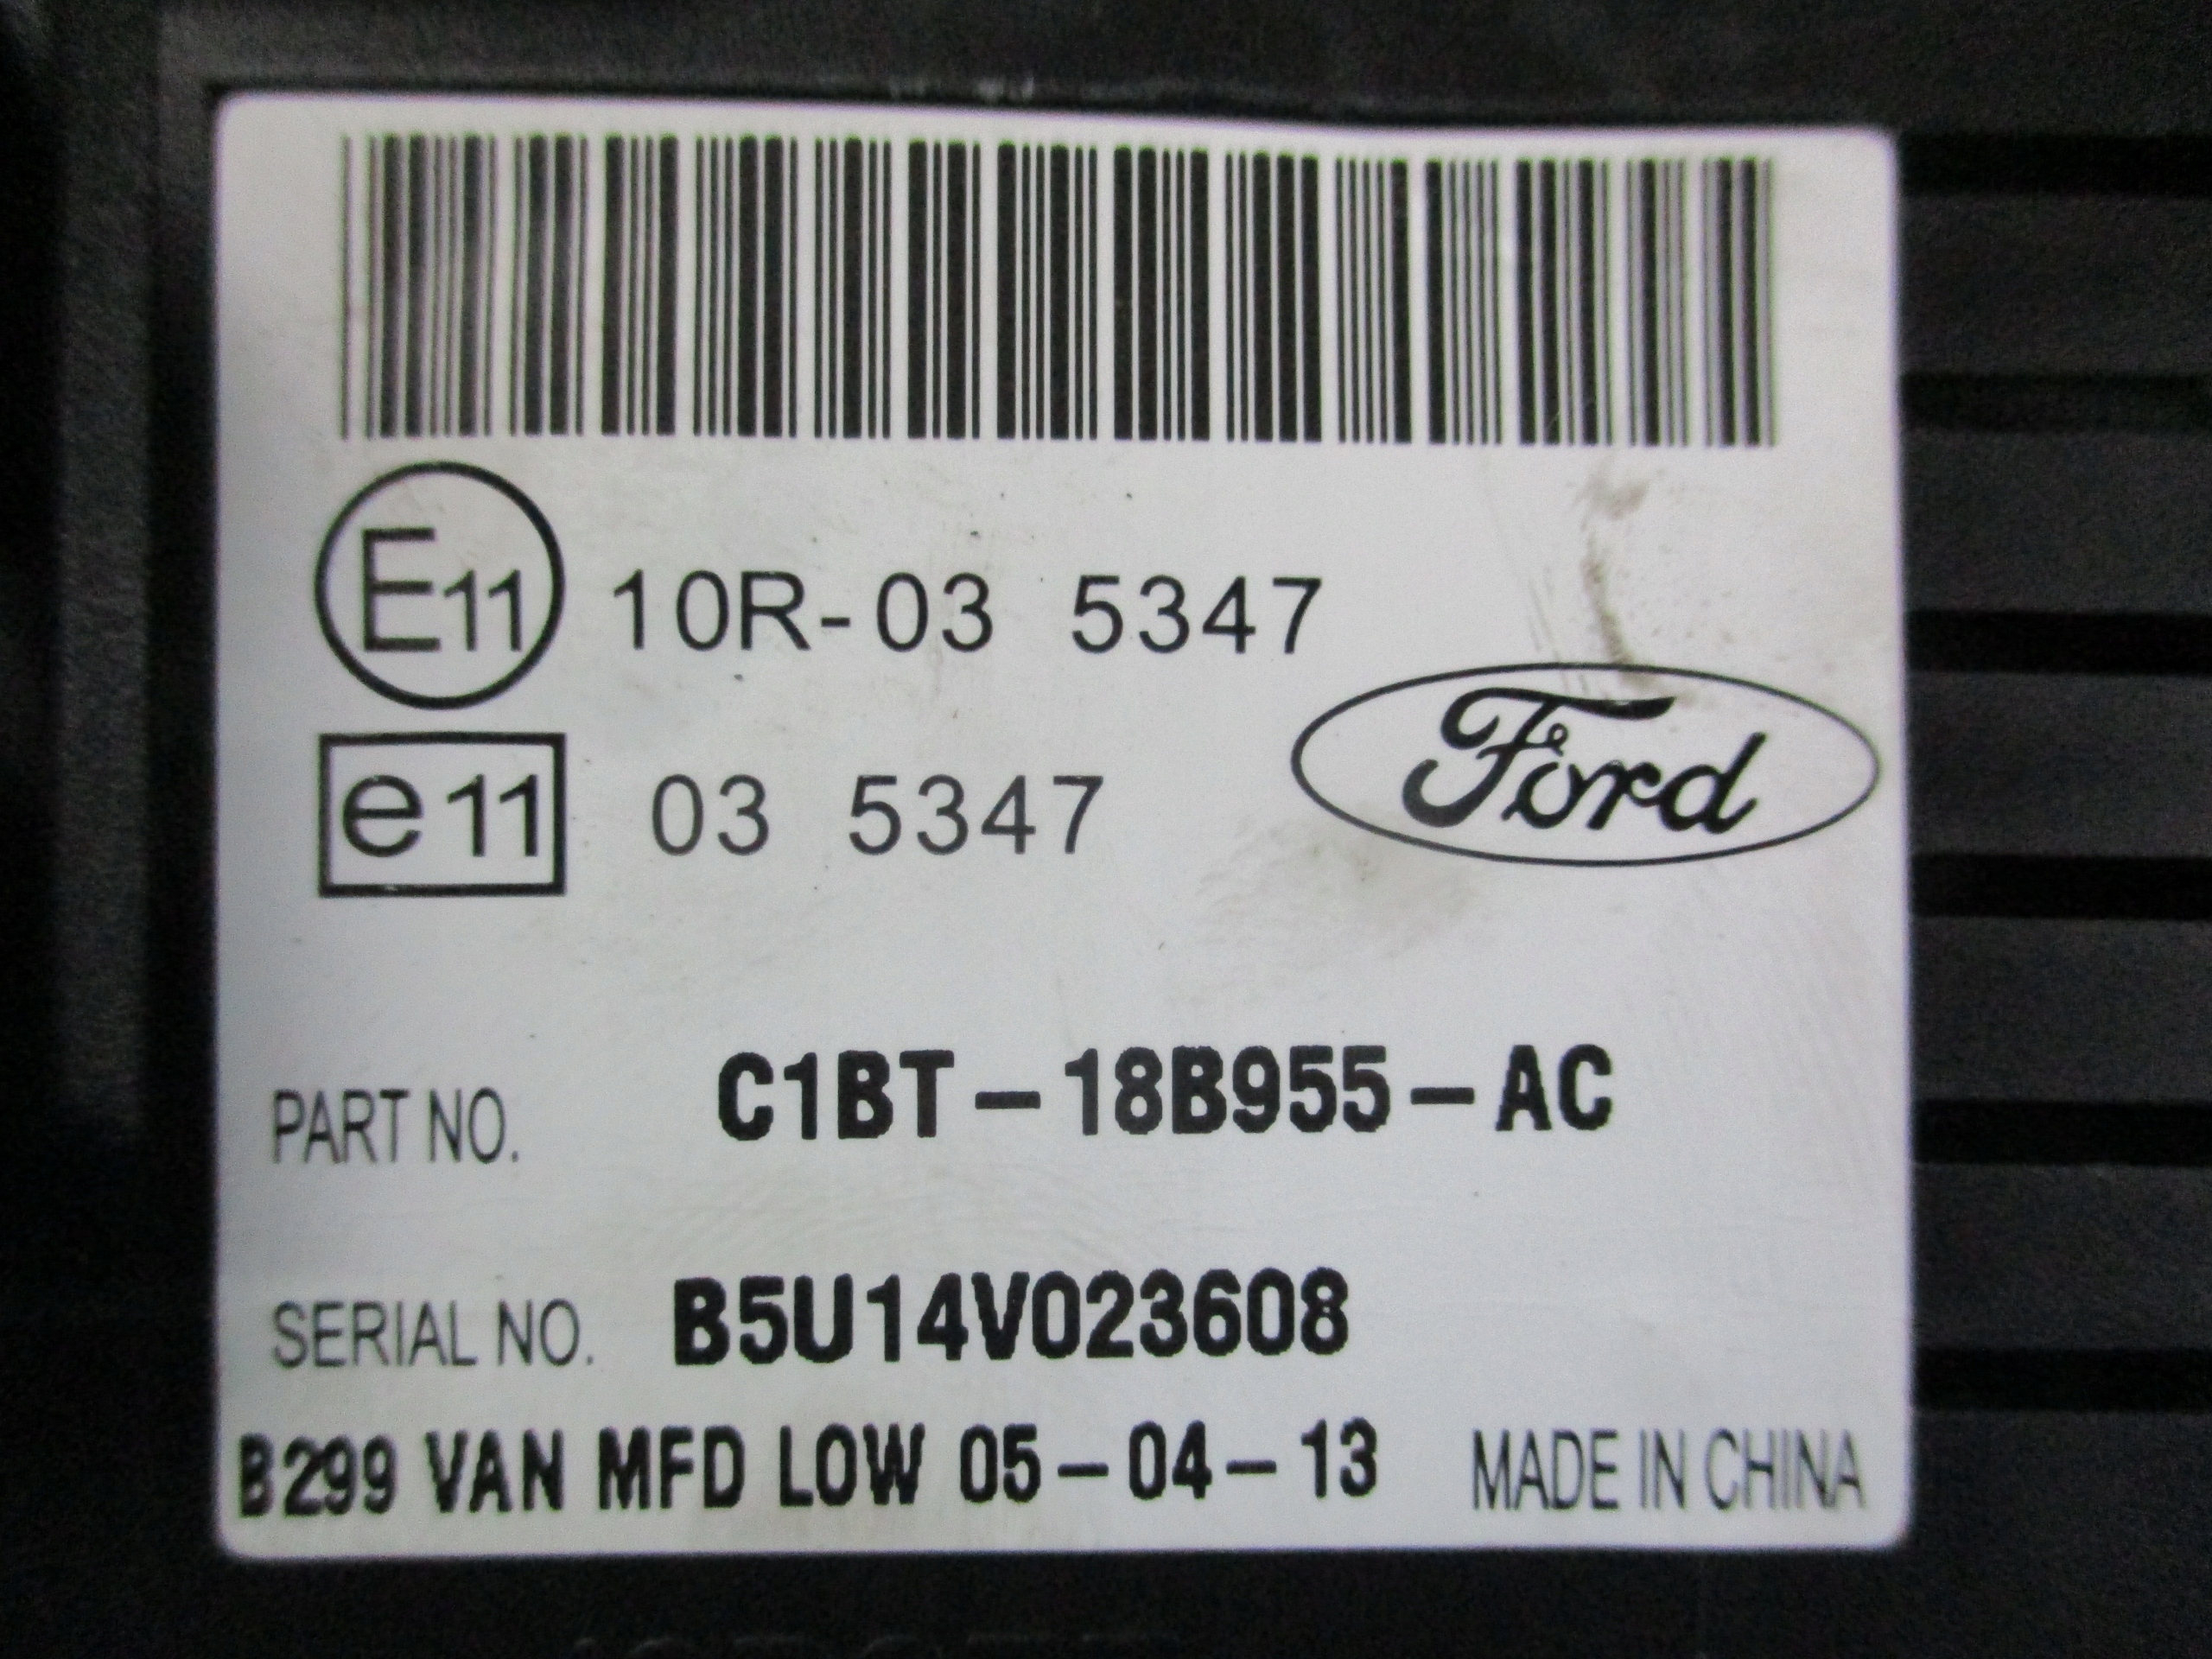 E11 10R-03 5347
e11 03 5347
Ford
PART NO. C1BT-18B955-AC
SERIAL NO. B5U14V023608
B299 VAN MFD LOW 05-04-13 MADE IN CHINA